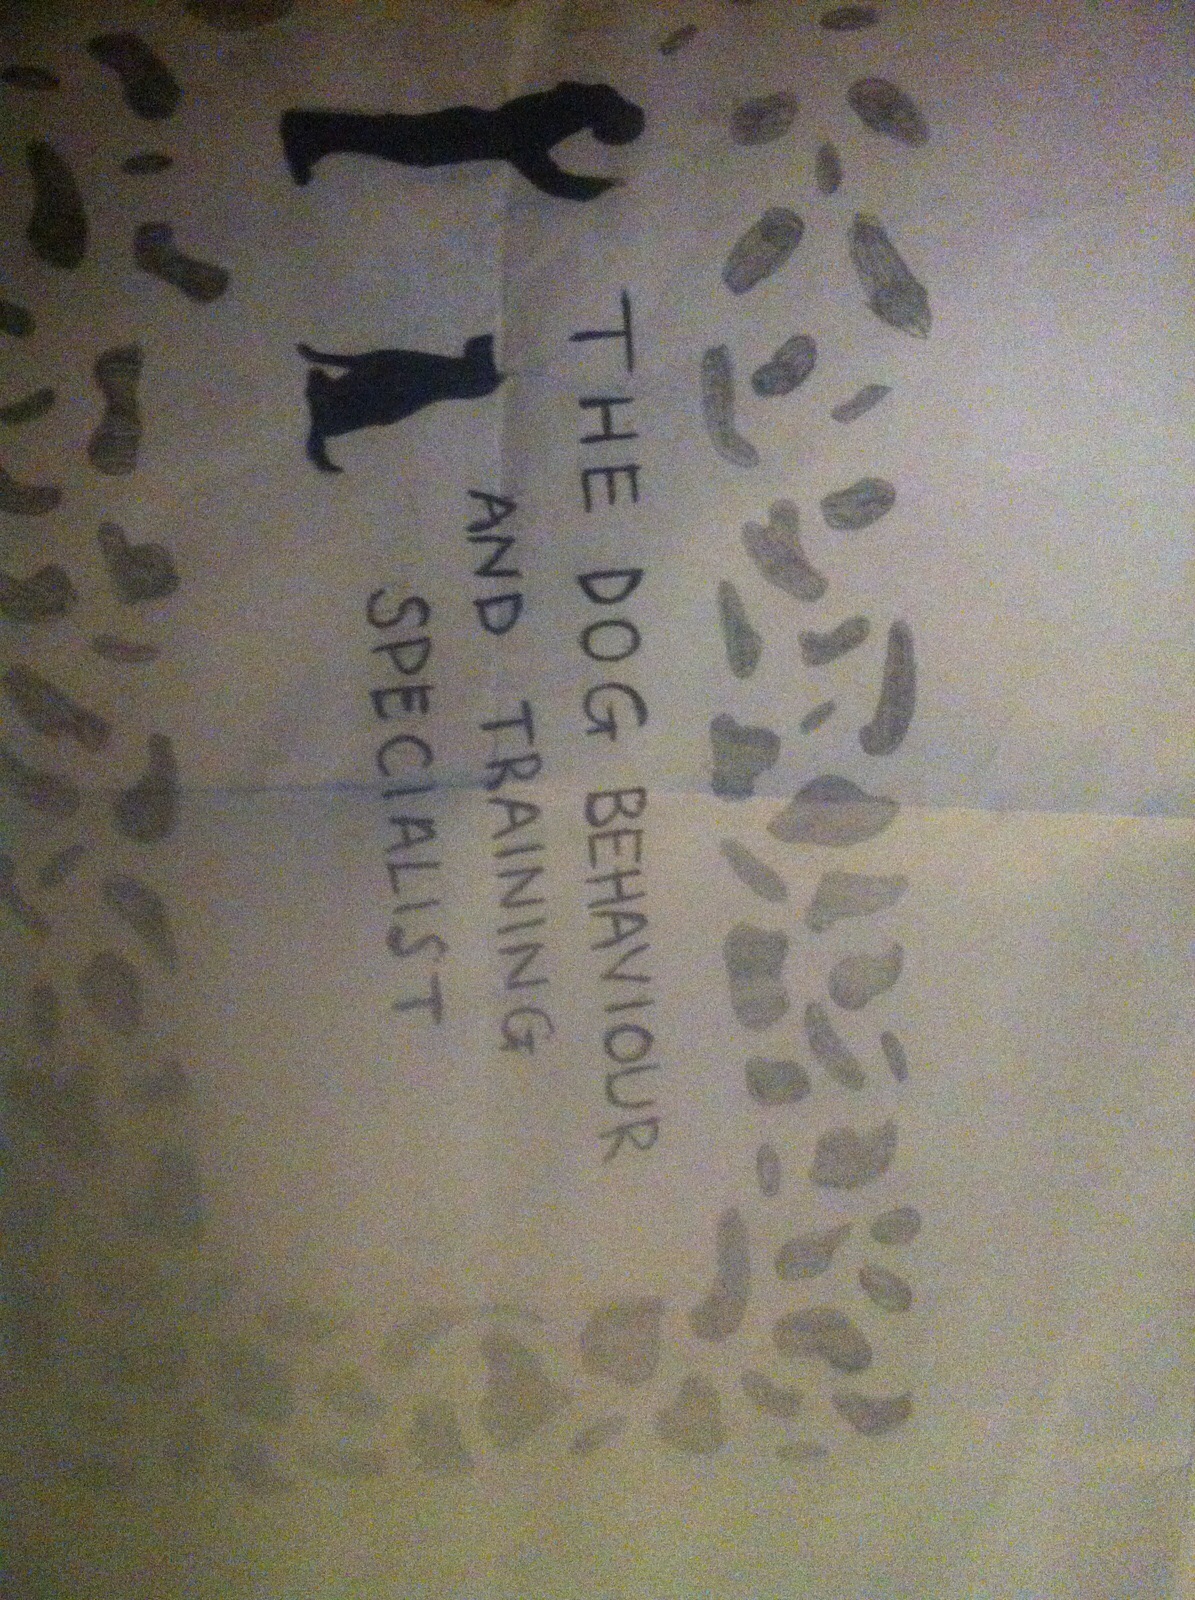 THE DOG BEHAVIOUR
AND TRAINING
SPECIALIST